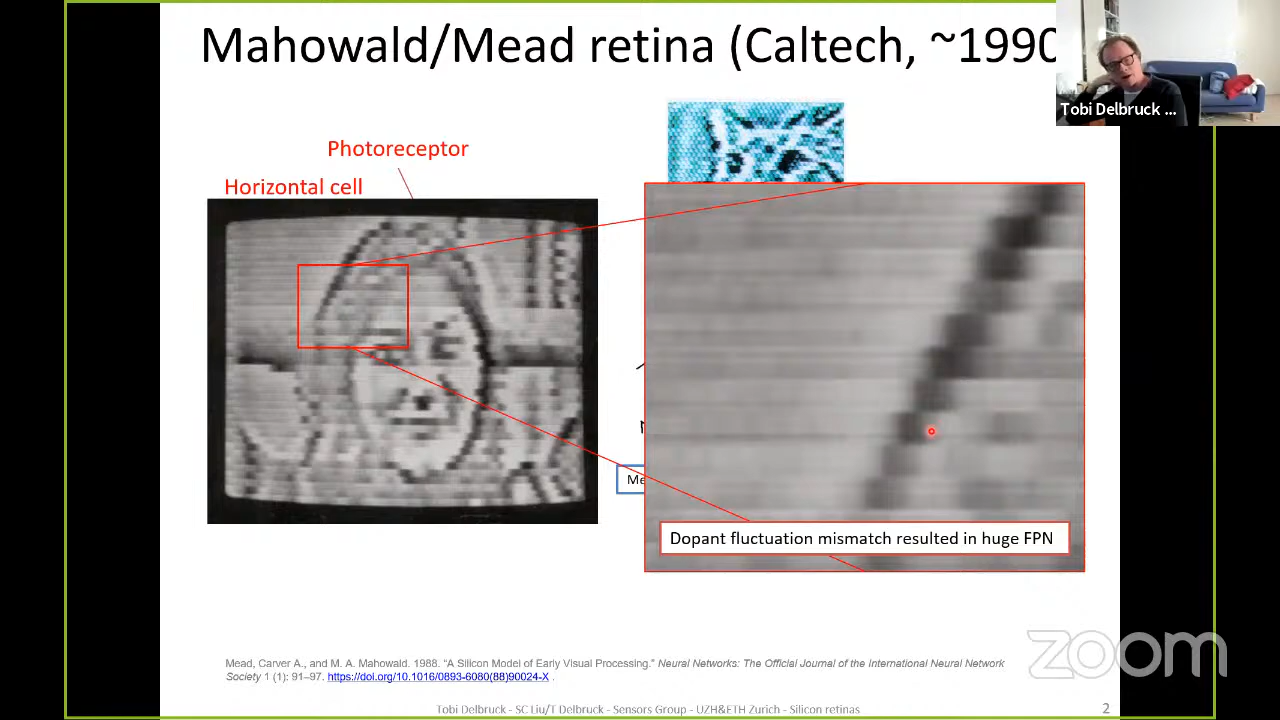 Mahowald/Mead retina (Caltech, ~1990
Tobi Delbruck ...
Photoreceptor
Horizontal cell
Me
Dopant fluctuation mismatch resulted in huge FPN
zoom
Mead, Carver A., and M. A. Mahowald. 1988. “A Silicon Model of Early Visual Processing.” Neural Networks: The Official Journal of the International Neural Network
Society 1 (1): 91–97. https://doi.org/10.1016/0893-6080(88)90024-X .
Tobi Delbruck - SC Liu/T Delbruck - Sensors Group - UZH&ETH Zurich - Silicon retinas
2